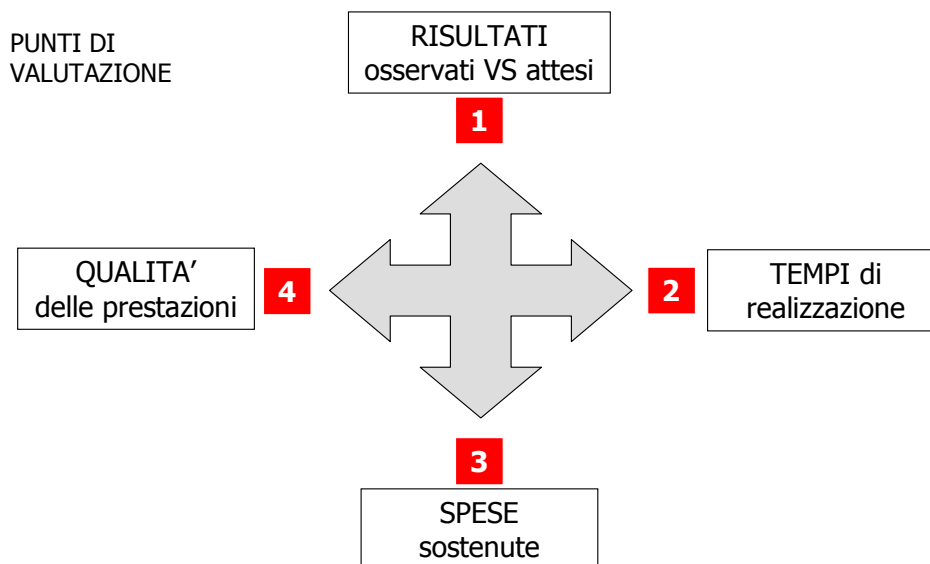 PUNTI DI
VALUTAZIONE
RISULTATI
osservati VS attesi
1
QUALITA’
delle prestazioni
4
2
TEMPI di
realizzazione
3
SPESE
sostenute